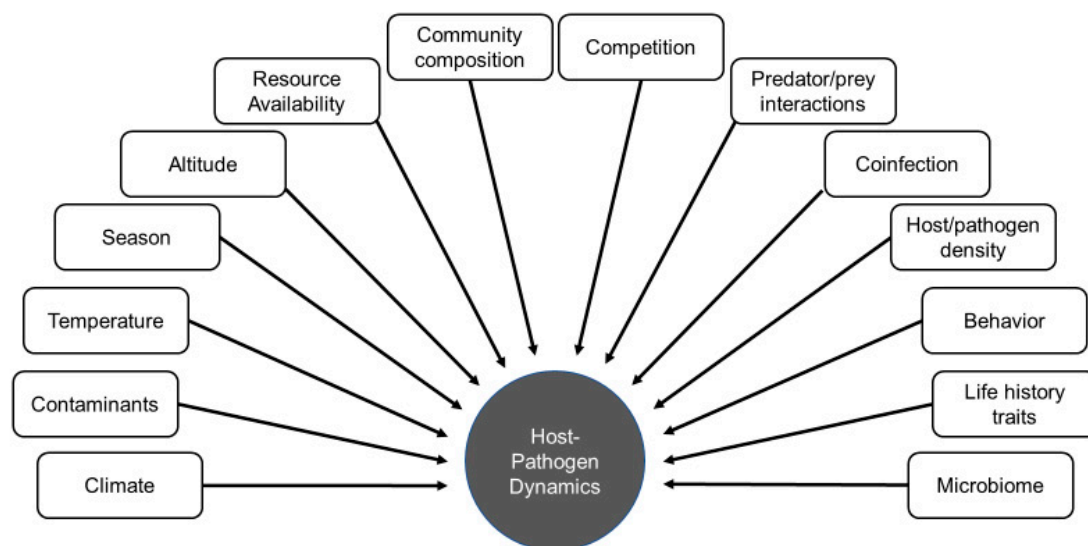 Community
composition
Competition
Resource
Availability
Predator/prey
interactions
Altitude
Coinfection
Season
Host/pathogen
density
Temperature
Behavior
Contaminants
Life history
traits
Climate
Host-
Pathogen
Dynamics
Microbiome